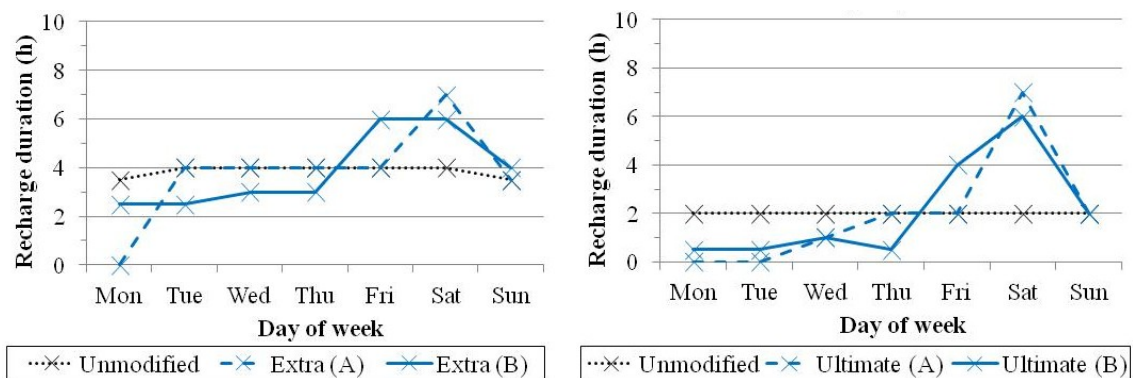 10
8
6
4
2
0
Recharge duration (h)
Mon Tue Wed Thu Fri Sat Sun
Day of week
Unmodified Extra (A) Extra (B)
10
8
6
4
2
0
Recharge duration (h)
Mon Tue Wed Thu Fri Sat Sun
Day of week
Unmodified Ultimate (A) Ultimate (B)